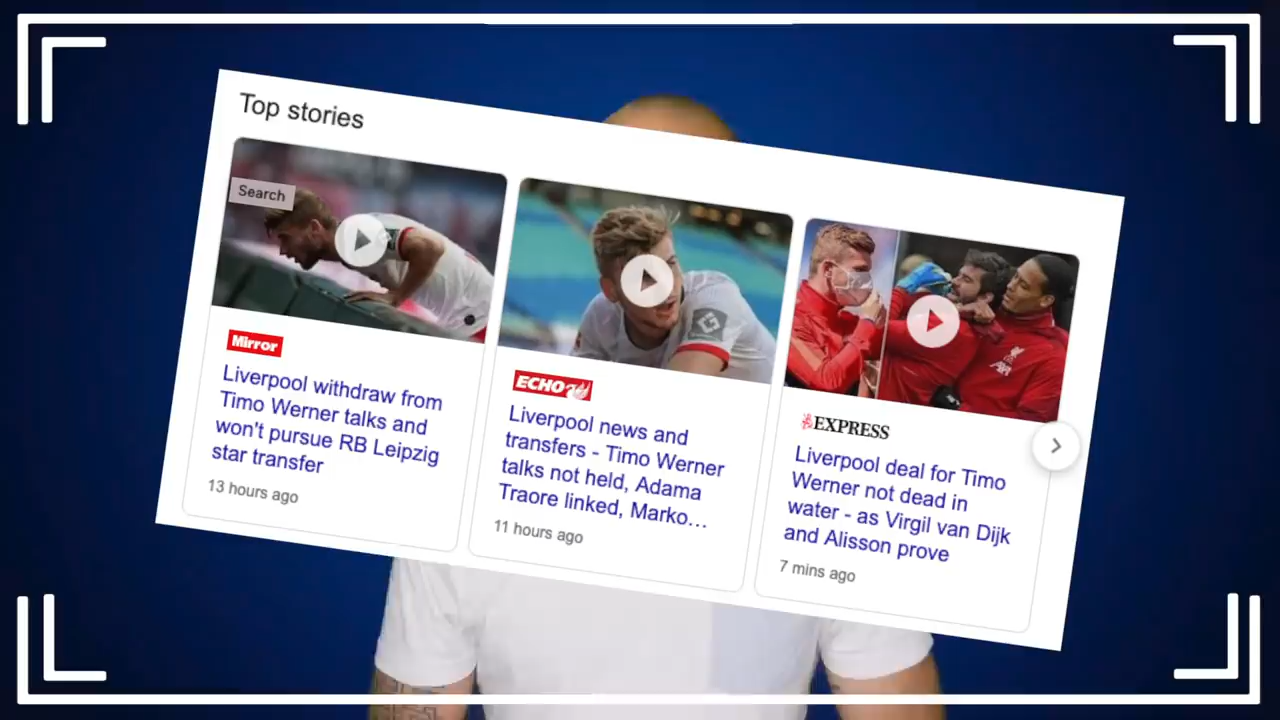 Top stories
Search
Mirror
Liverpool withdraw from
Timo Werner talks and
won't pursue RB Leipzig
star transfer
13 hours ago
ECHO
Liverpool news and
transfers - Timo Werner
talks not held, Adama
Traore linked, Marko...
11 hours ago
EXPRESS
Liverpool deal for Timo
Werner not dead in
water - as Virgil van Dijk
and Alisson prove
7 mins ago